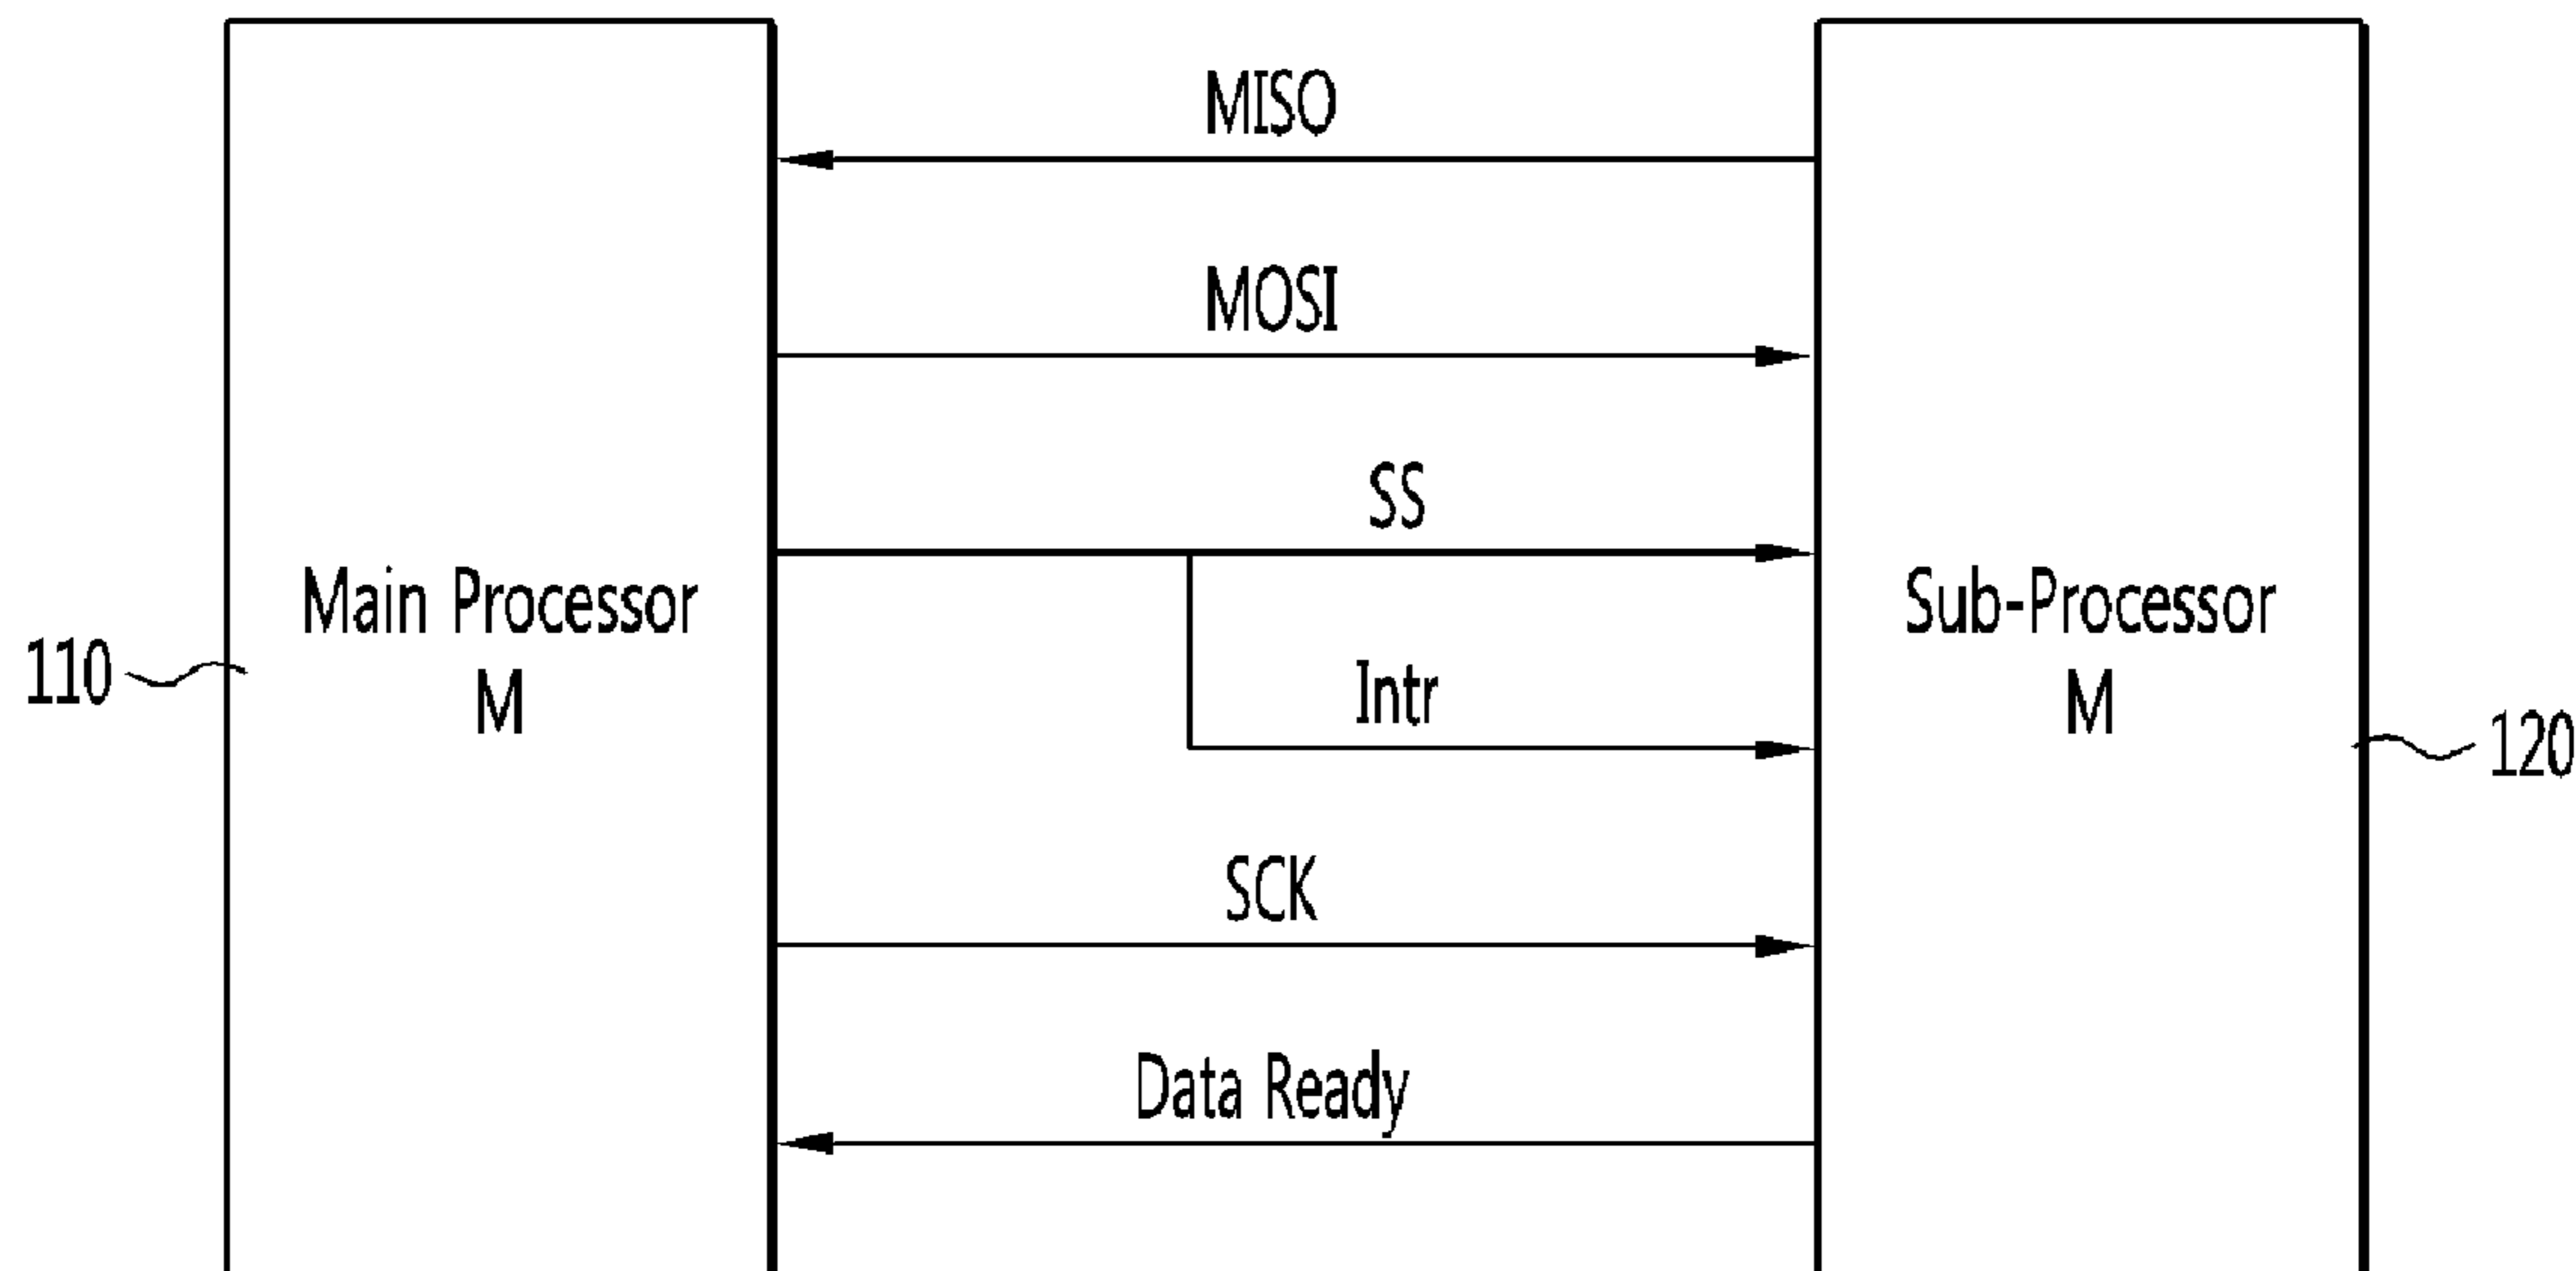 MISO
MOSI
SS
Main Processor
M
Sub-Processor
M
110
Intr
120
SCK
Data Ready